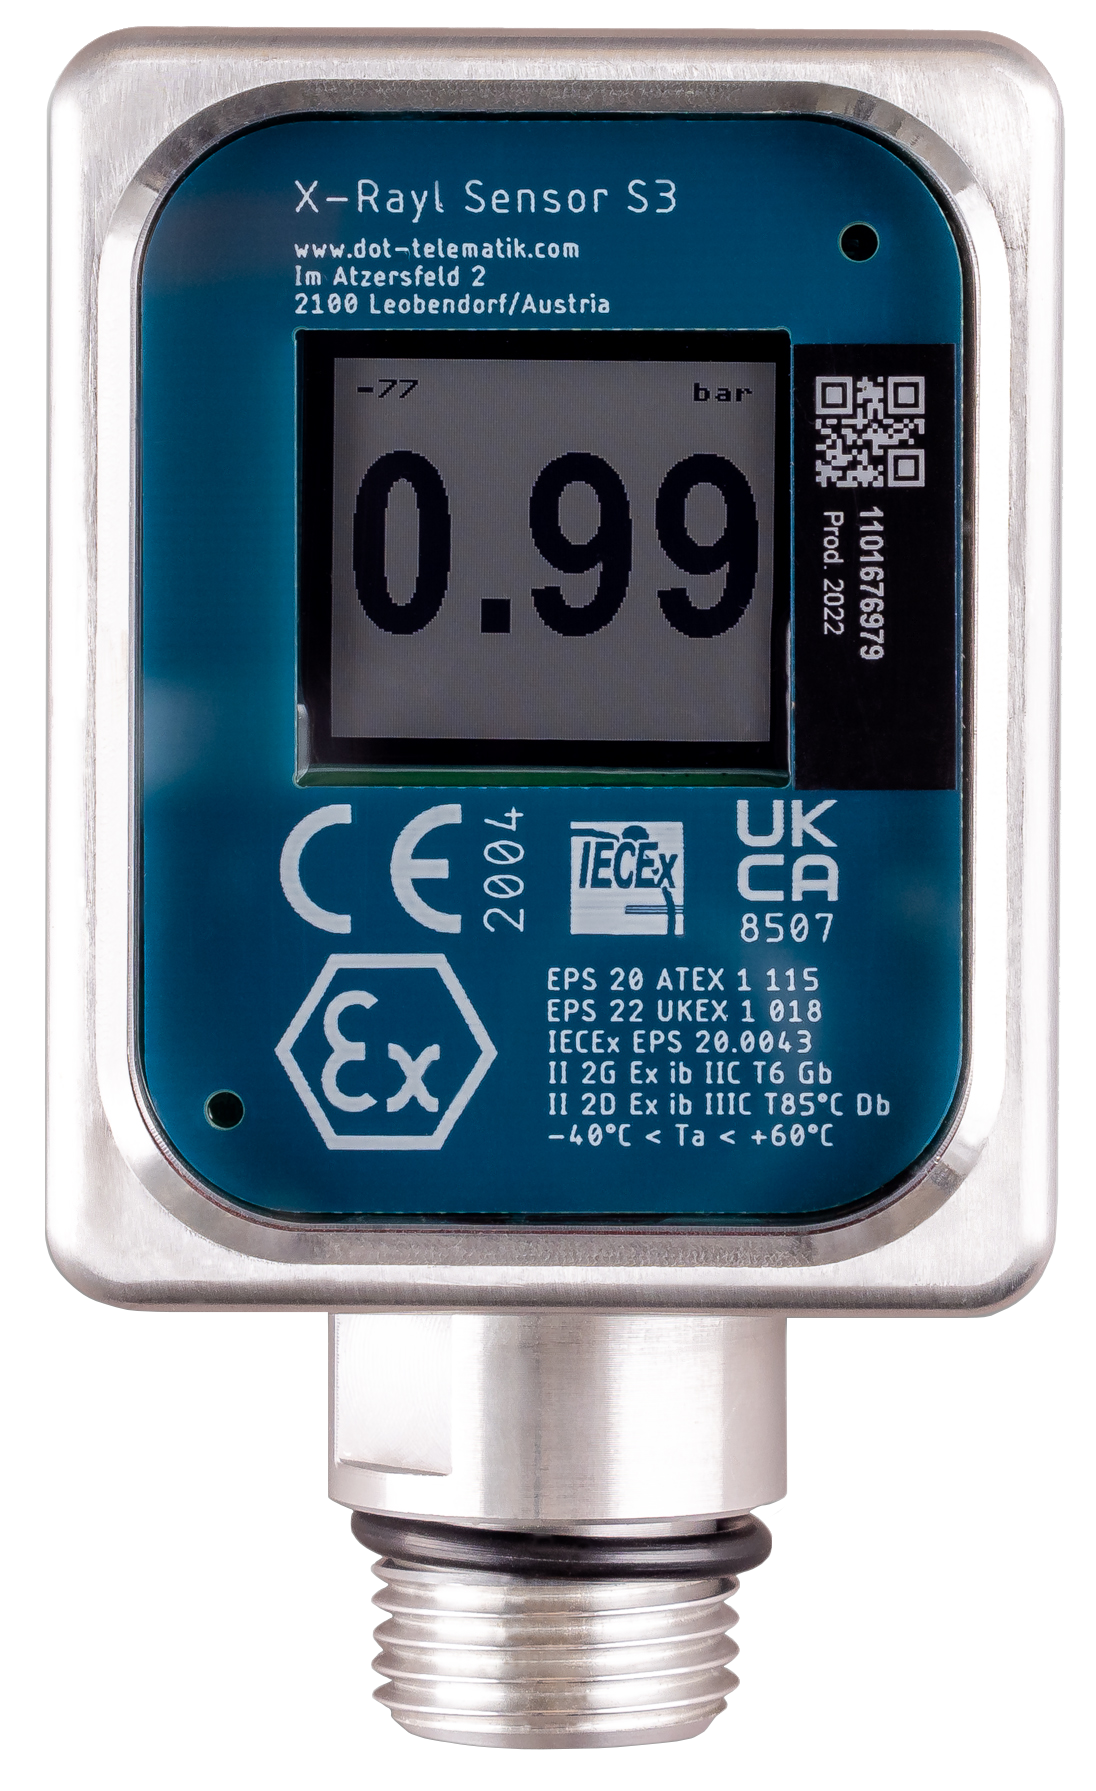 X-Rayl Sensor S3
www.dot-telematik.com
Im Atzersfeld 2
2100 Leobendorf/Austria
-77 bar
0.99
1101676979
Prod. 2022
CE 2004
IECEx
UK
CA
8507
Ex
EPS 20 ATEX 1 115
EPS 22 UKEX 1 018
IECEx EPS 20.0043
II 2G Ex ib IIC T6 Gb
II 2D Ex ib IIIC T85°C Db
-40°C < Ta < +60°C